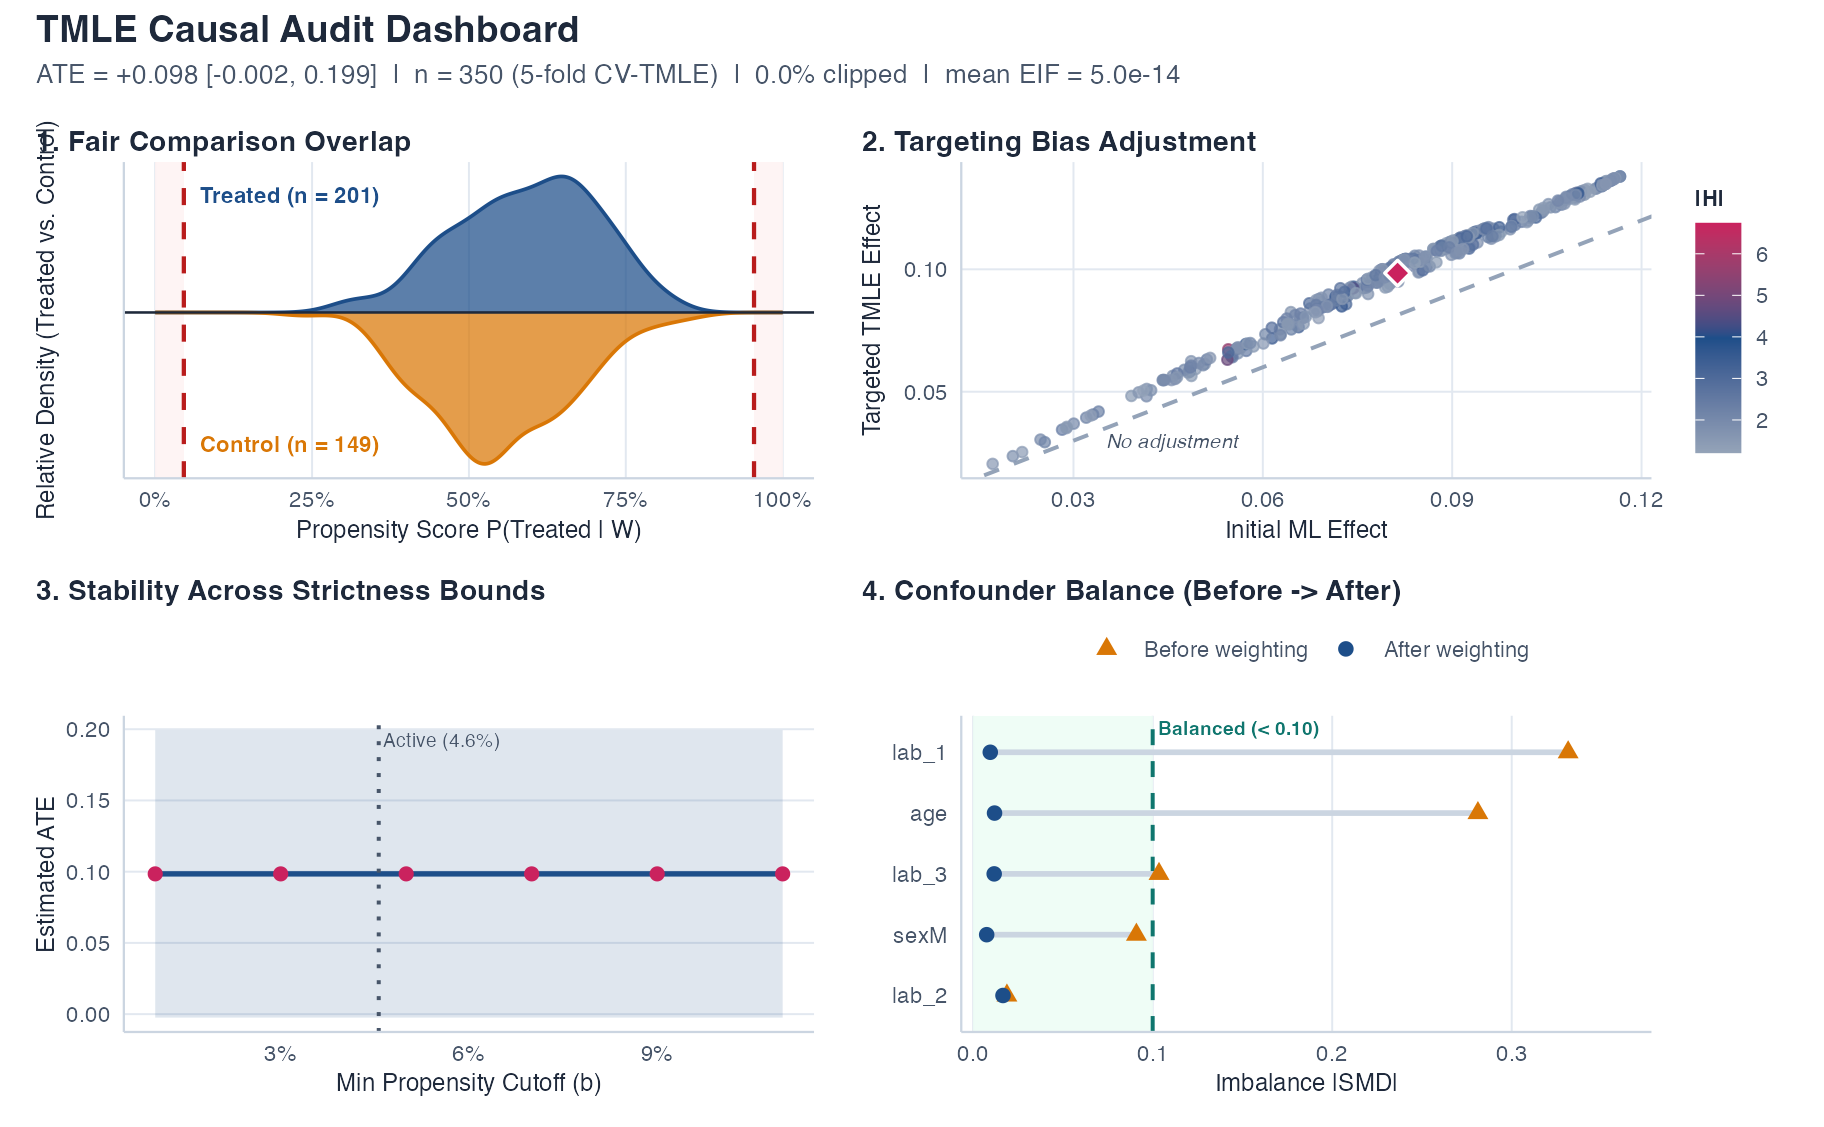 TMLE Causal Audit Dashboard
ATE = +0.098 [-0.002, 0.199] | n = 350 (5-fold CV-TMLE) | 0.0% clipped | mean EIF = 5.0e-14
1. Fair Comparison Overlap
Relative Density (Treated vs. Control)
Treated (n = 201)
Control (n = 149)
0% 25% 50% 75% 100%
Propensity Score P(Treated | W)
2. Targeting Bias Adjustment
Targeted TMLE Effect
0.10
0.05
No adjustment
0.03 0.06 0.09 0.12
Initial ML Effect
|H|
6
5
4
3
2
3. Stability Across Strictness Bounds
Estimated ATE
0.20
0.15
0.10
0.05
0.00
Active (4.6%)
3% 6% 9%
Min Propensity Cutoff (b)
4. Confounder Balance (Before -> After)
Before weighting After weighting
Balanced (< 0.10)
lab_1
age
lab_3
sexM
lab_2
0.0 0.1 0.2 0.3
Imbalance |SMD|